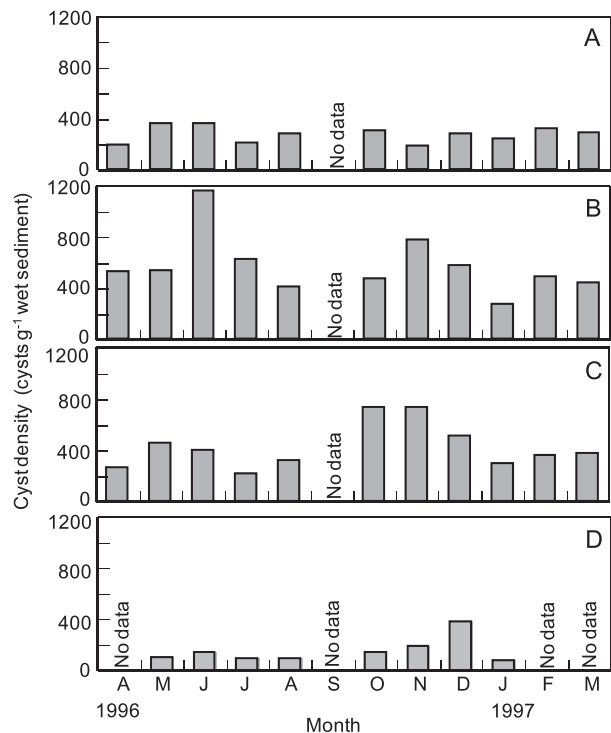 1200
A
800
400
No data
0
1200
B
800
400
No data
0
1200
C
800
400
No data
0
1200
D
800
400
No data
No data
No data
No data
0
Cyst density (cysts g⁻¹ wet sediment)
A M J J A S O N D J F M
1996 1997
Month